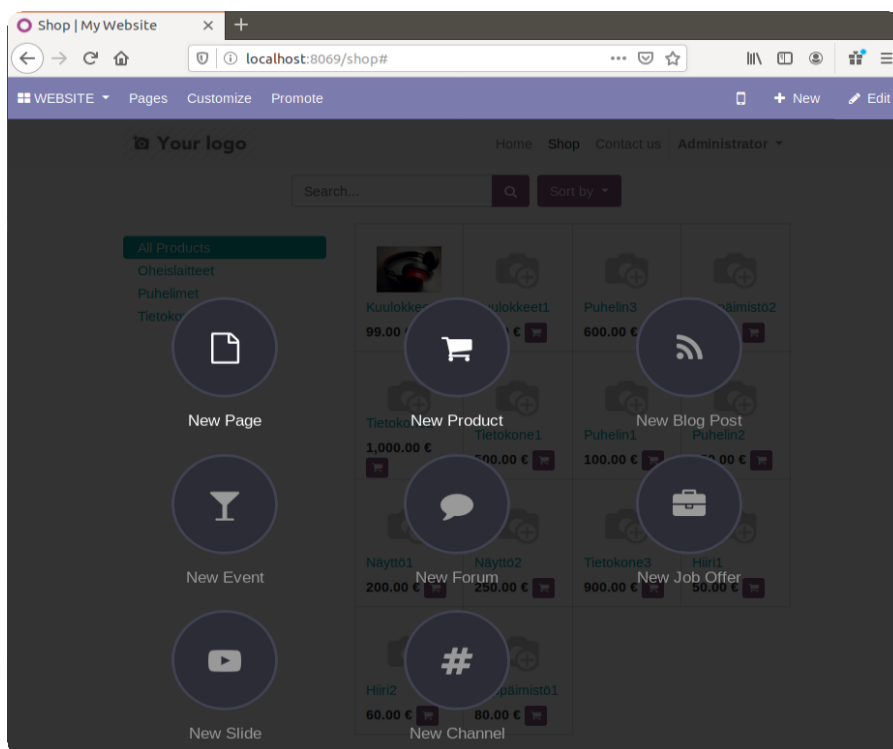 Shop | My Website
localhost:8069/shop#
WEBSITE Pages Customize Promote + New Edit
Your logo Home Shop Contact us Administrator
Search... Sort by
All Products
Oheislaitteet
Puhelimet
Kuulokkeet1 Puhelin3
99.00 € 600.00 €
New Page New Product New Blog Post
Tietokone1 Puhelin1 Puhelin2
1,000.00 €
500.00 € 100.00 € €
New Event New Forum New Job Offer
Näyttö1 Näyttö2 Tietokone3 Hiiri1
200.00 € 250.00 € 900.00 € 50.00 €
Hiiri2
60.00 € 80.00 €
New Slide New Channel